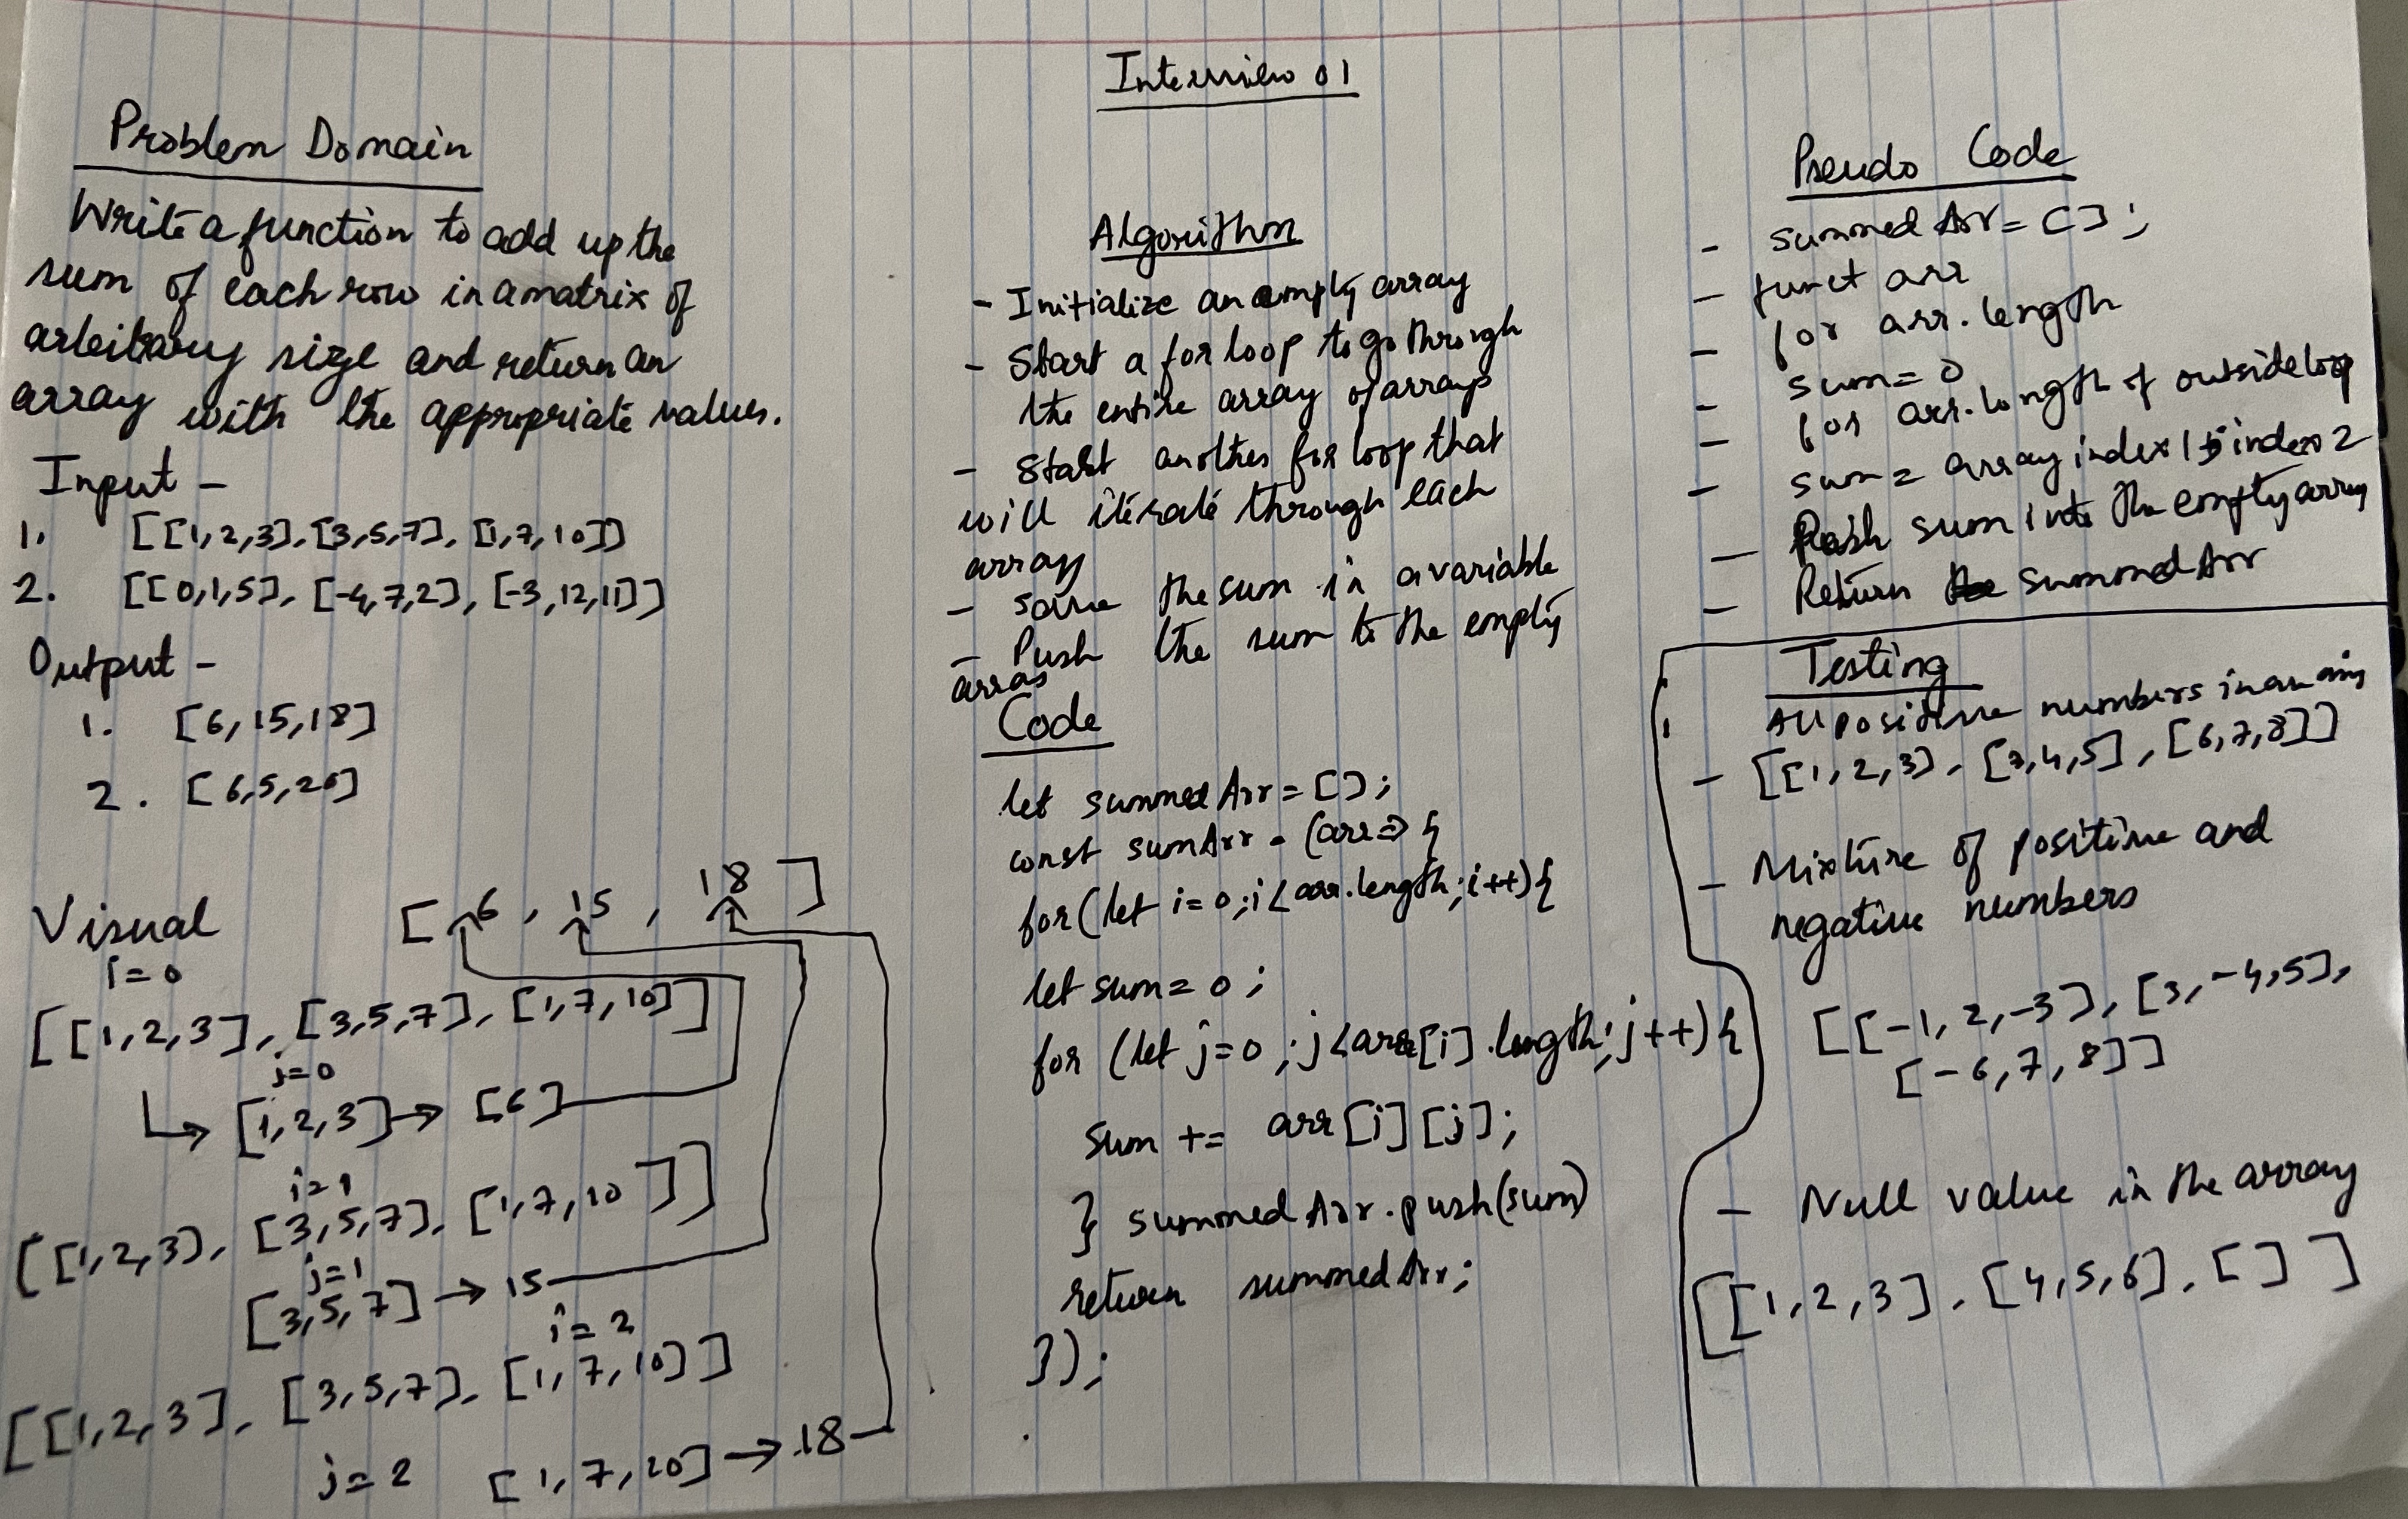 Interview 01
Problem Domain
Write a function to add up the
sum of each row in a matrix of
arbeitbary size and return an
array with the appropriate values.
Input -
1. [[1,2,3], [3,5,7], [1,7,10]]
2. [[0,1,5], [-4,7,2], [-3,12,11]]
Output -
1. [6,15,18]
2. [6,5,20]
Visual
[6, 15, 18]
i=0
[[1,2,3], [3,5,7], [1,7,10]]
j=0
[1,2,3] → [6]
i=1
[[1,2,3], [3,5,7], [1,7,10]]
j=1
[3,5,7] → 15
i=2
[[1,2,3], [3,5,7], [1,7,10]]
j=2 [1,7,10] → 18
Algorithm
- Initialize an empty array
- Start a for loop to go through
the entire array of arrays
- Start another for loop that
will iterate through each
array
- save the sum in a variable
- Push the sum to the empty
array
Code
let summedArr = [];
const sumArr = (arr => {
for(let i=0; i<arr.length; i++){
let sum = 0;
for (let j=0; j<arr[i].length; j++){
sum += arr[i][j];
} summedArr.push(sum)
return summedArr;
});
Pseudo Code
- summedArr = [];
- funct arr
- for arr.length
- sum = 0
- for arr.length of outside loop
- sum = array index 1 index 2
- Push sum into the empty array
- Return summedArr
Testing
All positive numbers in an array
- [[1,2,3], [3,4,5], [6,7,8]]
- Mixture of positive and
negative numbers
[[-1,2,-3], [3,-4,5],
[-6,7,8]]
- Null value in the array
[[1,2,3], [4,5,6], []]